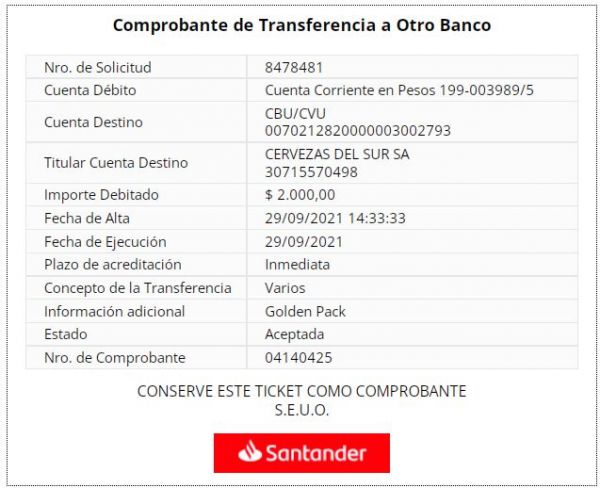 Comprobante de Transferencia a Otro Banco
Nro. de Solicitud 8478481
Cuenta Débito Cuenta Corriente en Pesos 199-003989/5
Cuenta Destino CBU/CVU
0070212820000003002793
Titular Cuenta Destino CERVEZAS DEL SUR SA
30715570498
Importe Debitado $ 2.000,00
Fecha de Alta 29/09/2021 14:33:33
Fecha de Ejecución 29/09/2021
Plazo de acreditación Inmediata
Concepto de la Transferencia Varios
Información adicional Golden Pack
Estado Aceptada
Nro. de Comprobante 04140425
CONSERVE ESTE TICKET COMO COMPROBANTE
S.E.U.O.
Santander